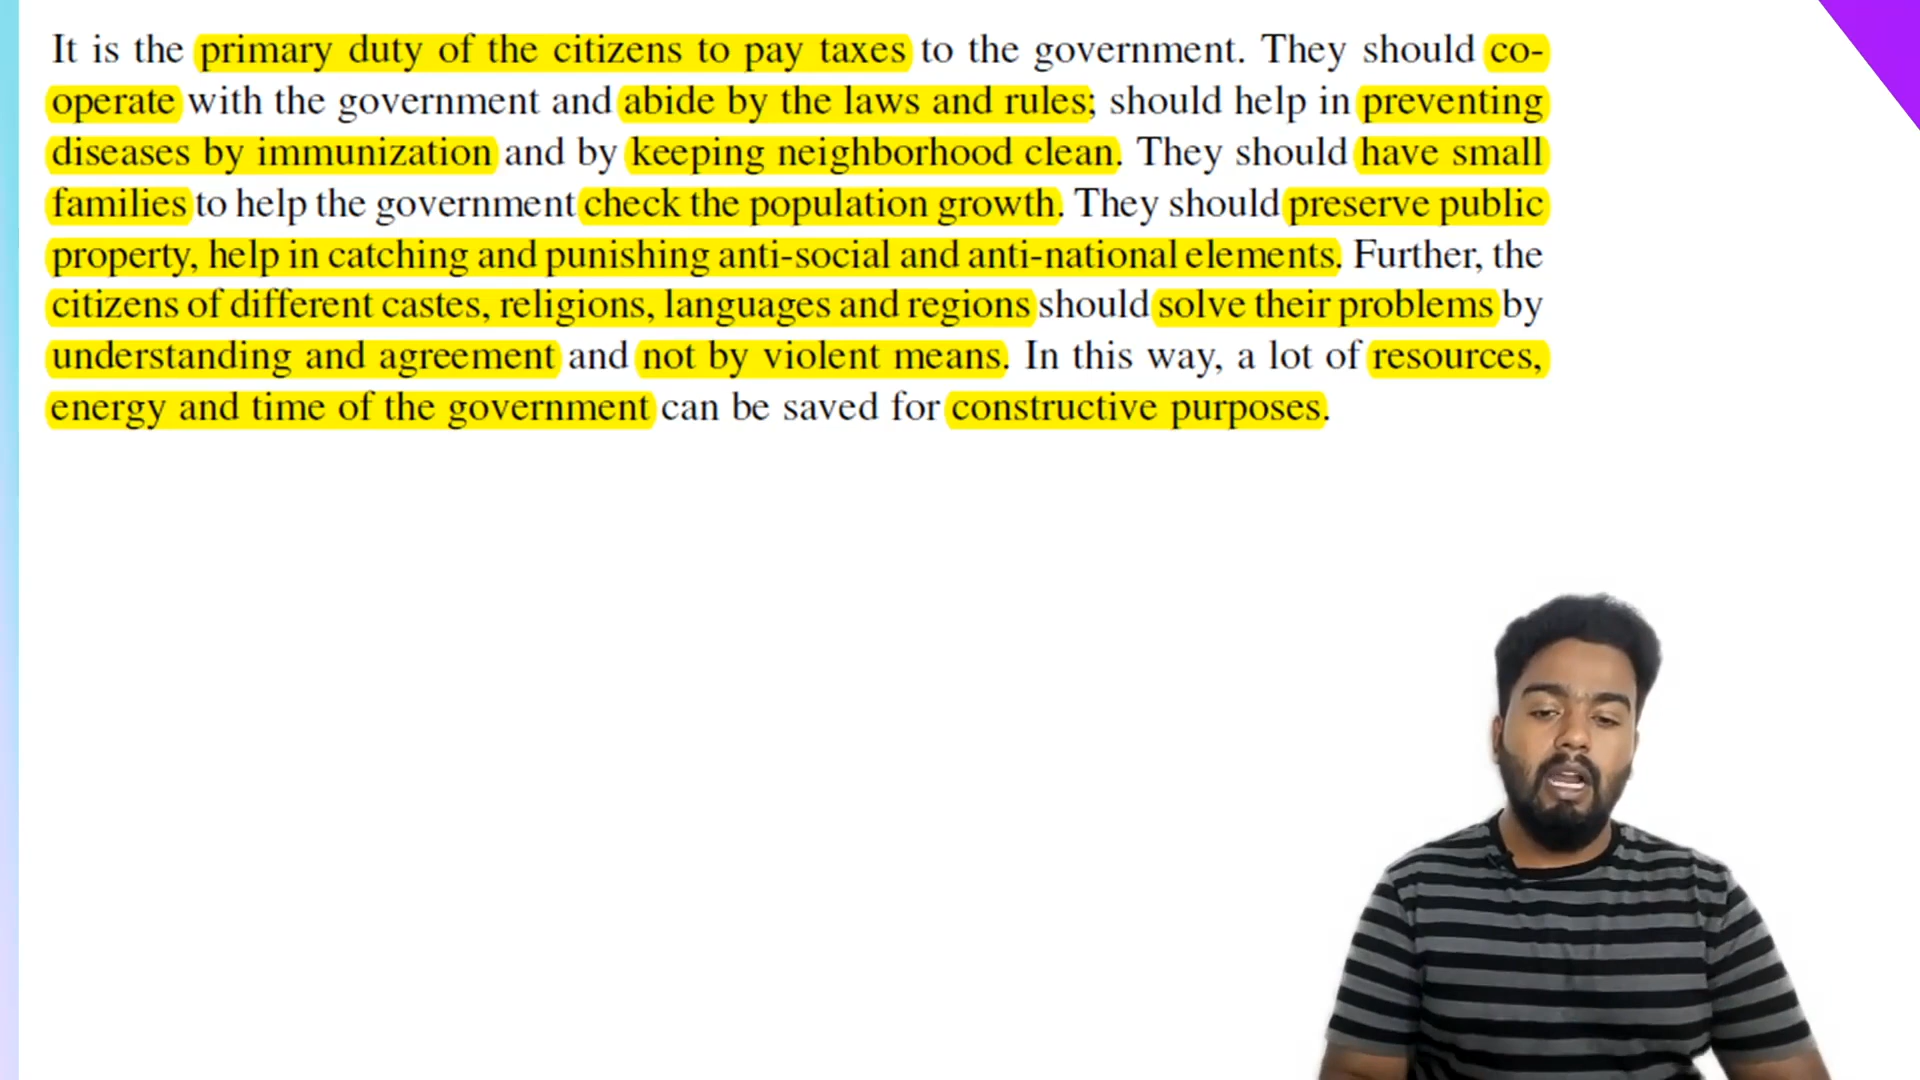 It is the primary duty of the citizens to pay taxes to the government. They should co-
operate with the government and abide by the laws and rules; should help in preventing
diseases by immunization and by keeping neighborhood clean. They should have small
families to help the government check the population growth. They should preserve public
property, help in catching and punishing anti-social and anti-national elements. Further, the
citizens of different castes, religions, languages and regions should solve their problems by
understanding and agreement and not by violent means. In this way, a lot of resources,
energy and time of the government can be saved for constructive purposes.